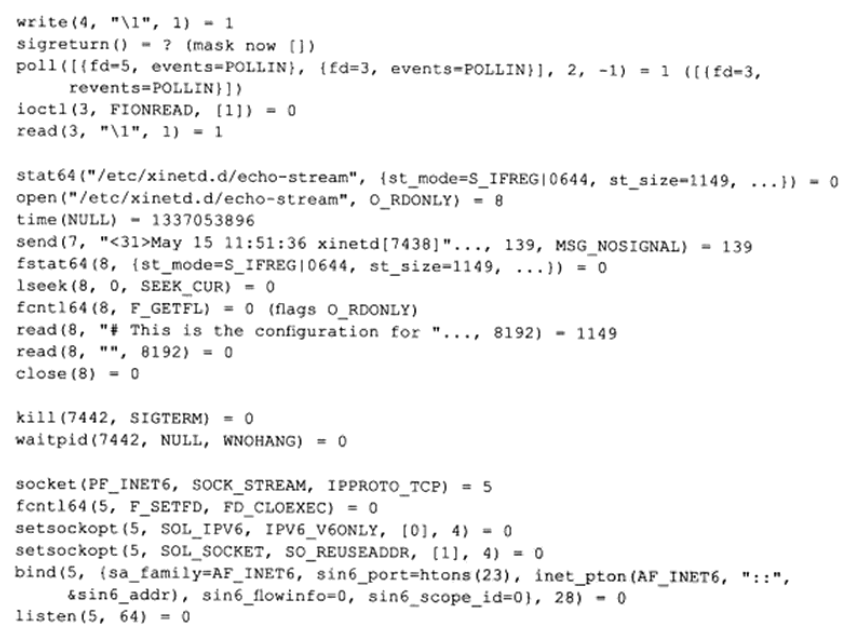 write(4, "\1", 1) = 1
sigreturn() = ? (mask now [])
poll([{fd=5, events=POLLIN}, {fd=3, events=POLLIN}], 2, -1) = 1 ([{fd=3,
revents=POLLIN}])
ioctl(3, FIONREAD, [1]) = 0
read(3, "\1", 1) = 1
stat64("/etc/xinetd.d/echo-stream", {st_mode=S_IFREG|0644, st_size=1149, ...}) = 0
open("/etc/xinetd.d/echo-stream", O_RDONLY) = 8
time(NULL) = 1337053896
send(7, "<31>May 15 11:51:36 xinetd[7438]"..., 139, MSG_NOSIGNAL) = 139
fstat64(8, {st_mode=S_IFREG|0644, st_size=1149, ...}) = 0
lseek(8, 0, SEEK_CUR) = 0
fcntl64(8, F_GETFL) = 0 (flags O_RDONLY)
read(8, "# This is the configuration for "..., 8192) = 1149
read(8, "", 8192) = 0
close(8) = 0
kill(7442, SIGTERM) = 0
waitpid(7442, NULL, WNOHANG) = 0
socket(PF_INET6, SOCK_STREAM, IPPROTO_TCP) = 5
fcntl64(5, F_SETFD, FD_CLOEXEC) = 0
setsockopt(5, SOL_IPV6, IPV6_V6ONLY, [0], 4) = 0
setsockopt(5, SOL_SOCKET, SO_REUSEADDR, [1], 4) = 0
bind(5, {sa_family=AF_INET6, sin6_port=htons(23), inet_pton(AF_INET6, "::",
&sin6_addr), sin6_flowinfo=0, sin6_scope_id=0}, 28) = 0
listen(5, 64) = 0